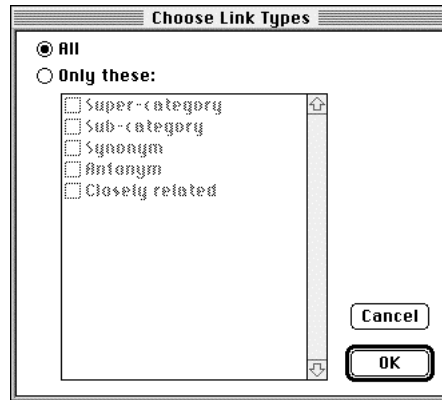 Choose Link Types
All
Only these:
Super-category
Sub-category
Synonym
Antonym
Closely related
Cancel
OK